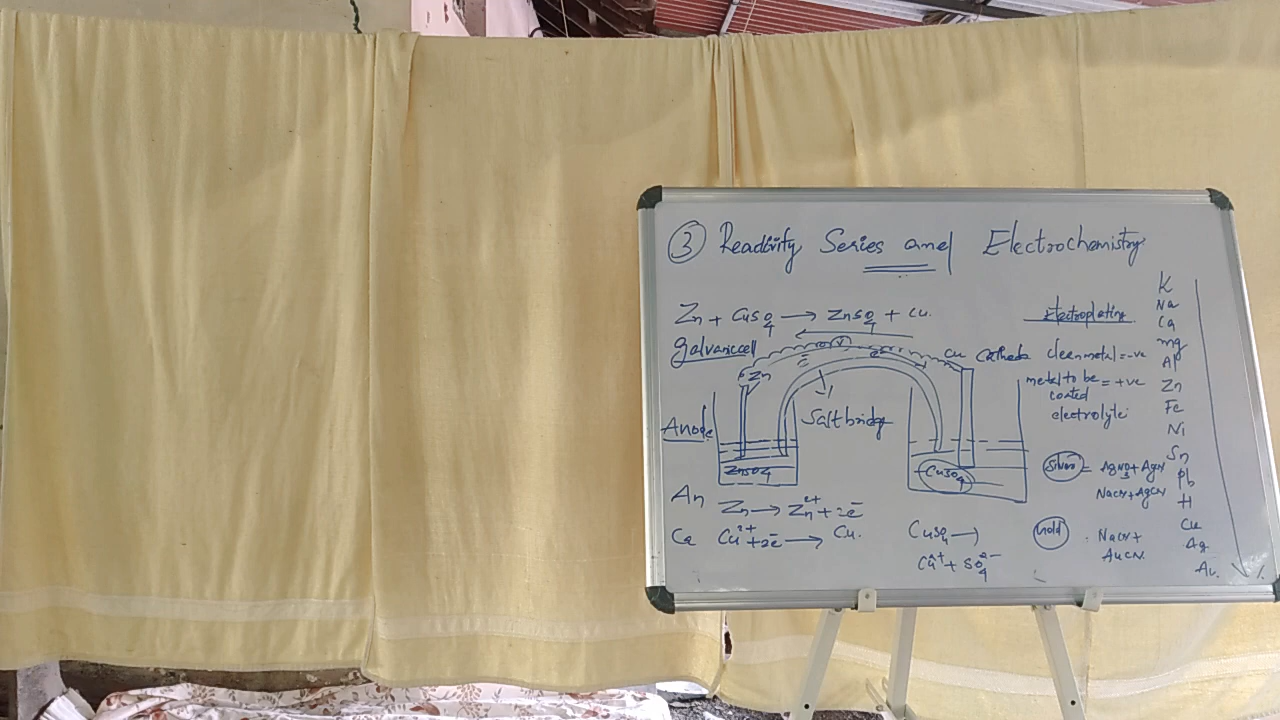 ③ Reactivity Series and Electrochemistry
Zn + CuSO4 → ZnSO4 + Cu.
Galvanic cell
V
e-
e-
Zn
Cu Cathode
Anode
Salt bridge
ZnSO4
CuSO4
An Zn → Zn2+ + 2e-
Ca Cu2+ + 2e- → Cu.
CuSO4 →
Cu2+ + SO42-
Electroplating
clean metal = -ve
metal to be coated = +ve
electrolyte:
Silver = AgNO3 + AgCN
NaCN + AgCN
Gold : NaCN +
AuCN
K
Na
Ca
Mg
Al
Zn
Fe
Ni
Sn
Pb
H
Cu
Ag
Au.